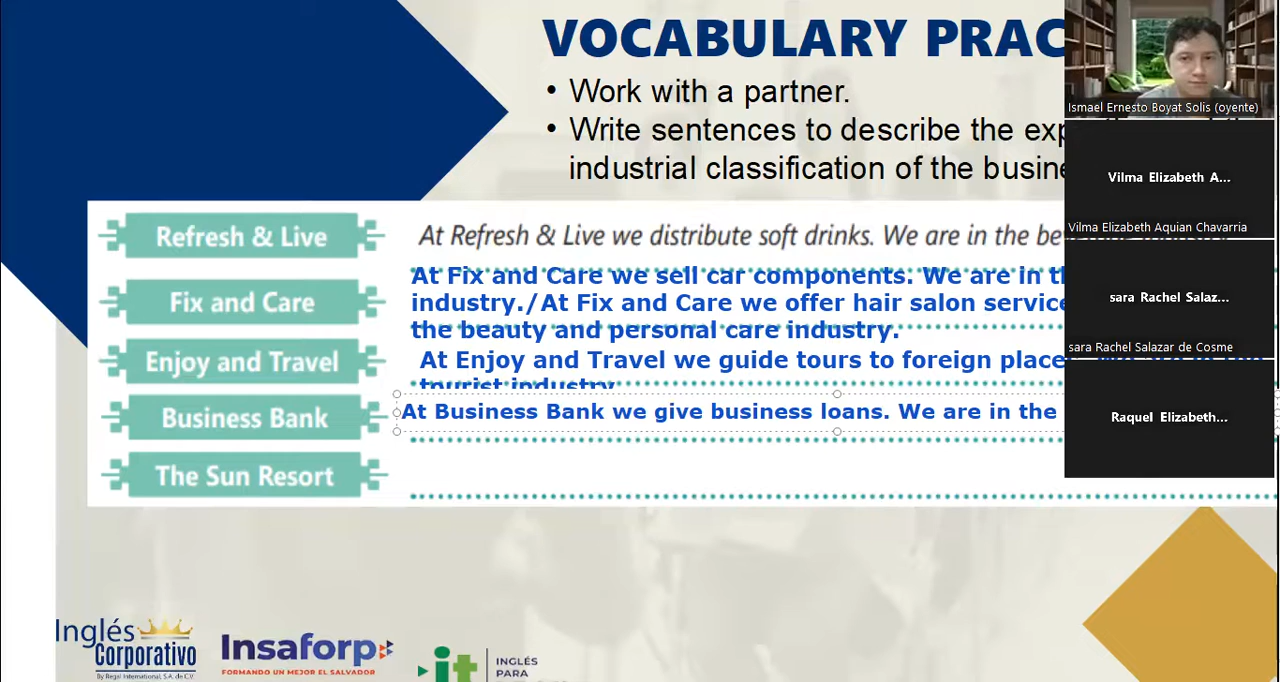 VOCABULARY PRAC
• Work with a partner.
• Write sentences to describe the
industrial classification of the
Refresh & Live
At Refresh & Live we distribute soft drinks. We are in the
Fix and Care
At Fix and Care we sell car components. We are in
industry./At Fix and Care we offer hair salon
the beauty and personal care industry.
Enjoy and Travel
At Enjoy and Travel we guide tours to foreign
tourist industry
Business Bank
At Business Bank we give business loans. We are in the
The Sun Resort
Ismael Ernesto Boyat Solis (oyente)
Vilma Elizabeth A...
Vilma Elizabeth Aquian Chavarria
sara Rachel Salaz...
sara Rachel Salazar de Cosme
Raquel Elizabeth...
Inglés
Corporativo
By Regal International, S.A. de C.V.
Insaforp
FORMANDO UN MEJOR EL SALVADOR
it
INGLÉS
PARA